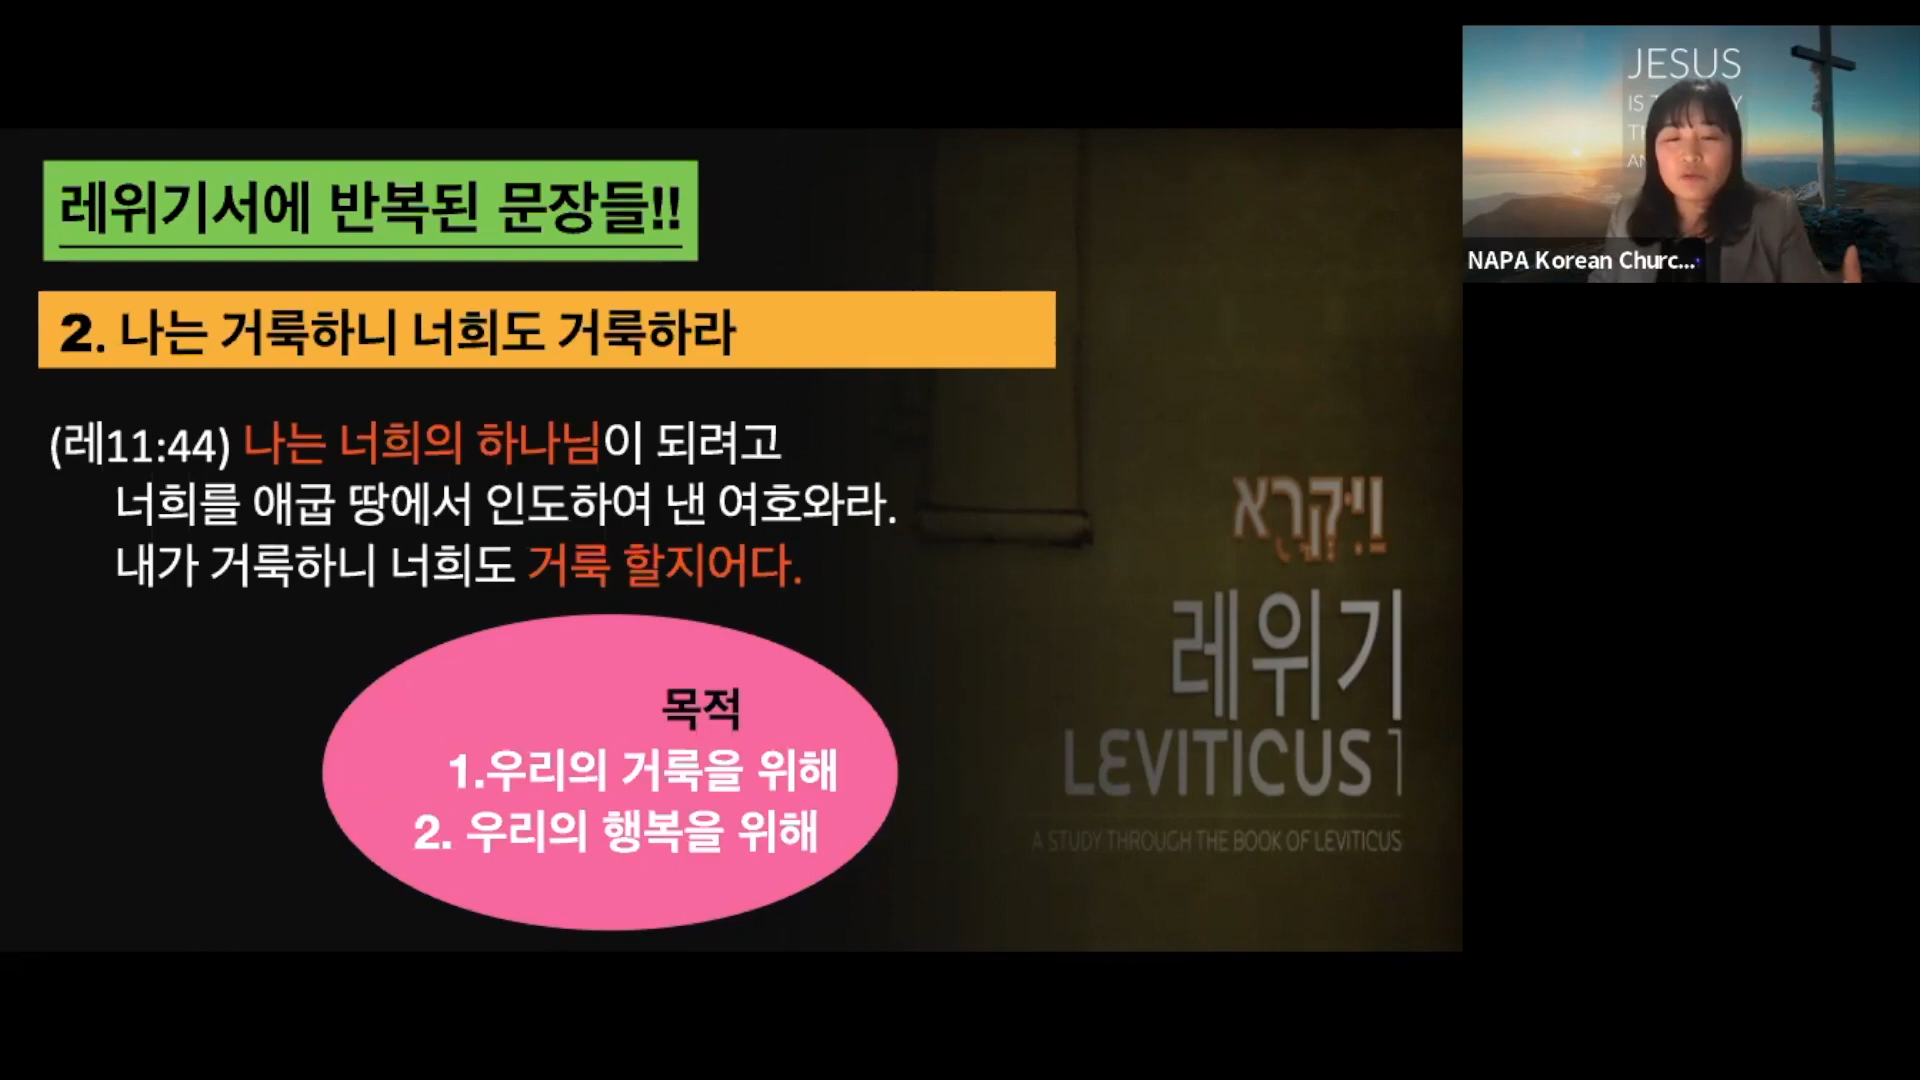 레위기서에 반복된 문장들!!
2. 나는 거룩하니 너희도 거룩하라
(레11:44) 나는 너희의 하나님이 되려고
너희를 애굽 땅에서 인도하여 낸 여호와라.
내가 거룩하니 너희도 거룩 할지어다.
목적
1.우리의 거룩을 위해
2. 우리의 행복을 위해
וַיִּקְרָא
레위기
LEVITICUS 1
A STUDY THROUGH THE BOOK OF LEVITICUS
JESUS
IS
NAPA Korean Churc...